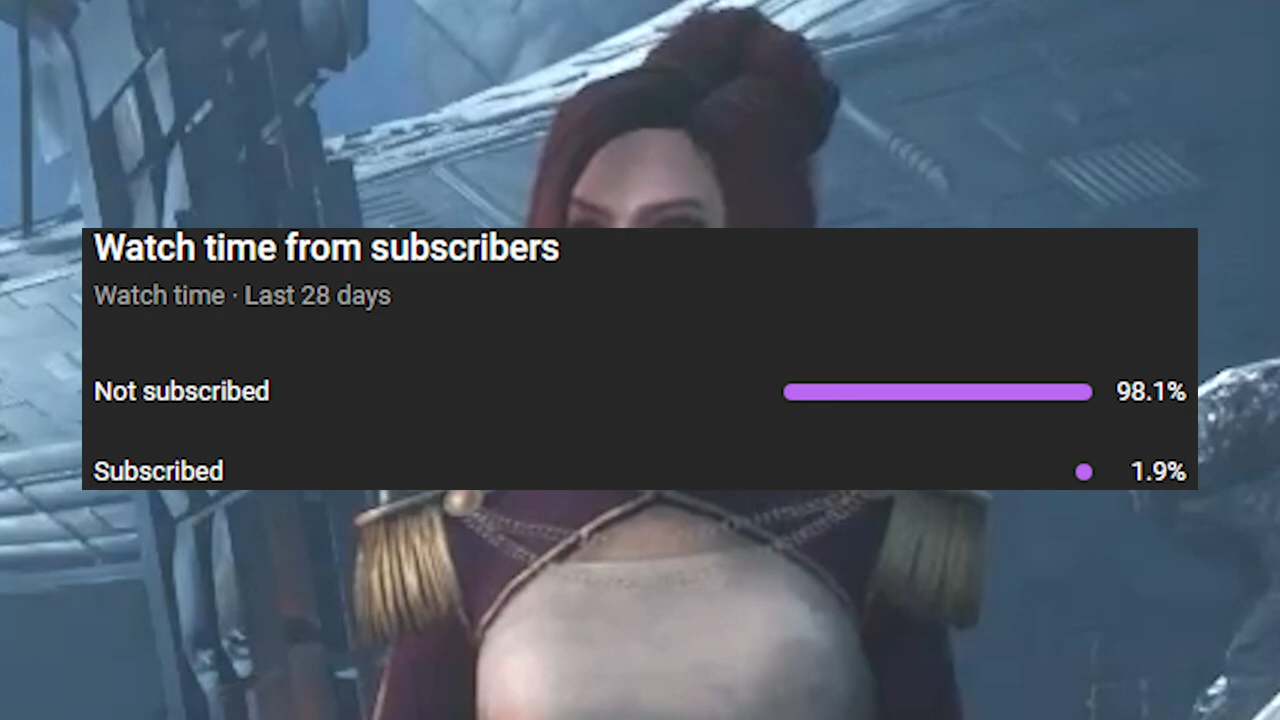 Watch time from subscribers
Watch time · Last 28 days
Not subscribed 98.1%
Subscribed 1.9%